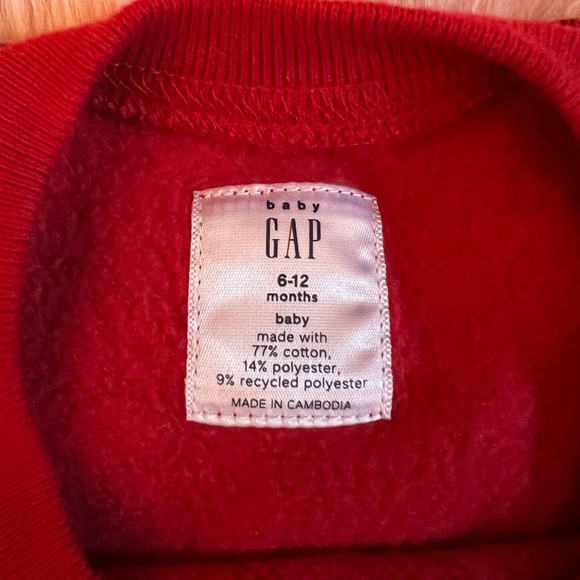 baby
GAP
6-12
months
baby
made with
77% cotton,
14% polyester,
9% recycled polyester
MADE IN CAMBODIA